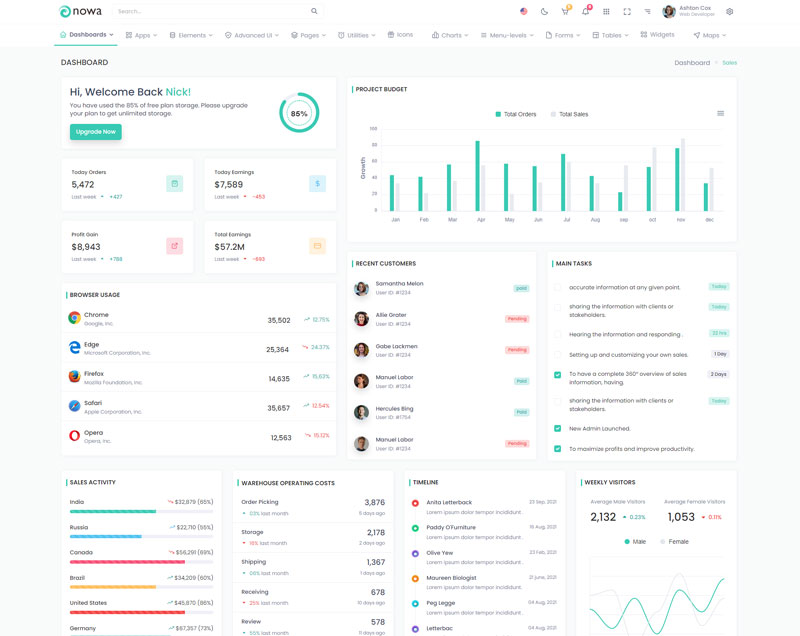 nowa
Search...
5
Ashton Cox
Web Developer
Dashboards
Apps
Elements
Advanced UI
Pages
Utilities
Icons
Charts
Menu-levels
Forms
Tables
Widgets
Maps
DASHBOARD
Dashboard
Sales
Hi, Welcome Back Nick!
You have used the 85% of free plan storage. Please upgrade
your plan to get unlimited storage.
Upgrade Now
85%
Today Orders
5,472
Last week +427
Today Earnings
$7,589
Last week -453
$
Profit Gain
$8,943
Last week +788
Total Earnings
$57.2M
Last week -693
PROJECT BUDGET
Total Orders
Total Sales
Growth
100
80
60
40
20
0
Jan
Feb
Mar
Apr
May
Jun
Jul
Aug
sep
oct
nov
dec
BROWSER USAGE
Chrome
Google, Inc.
35,502
12.75%
Edge
Microsoft Corporation, Inc.
25,364
24.37%
Firefox
Mozilla Foundation, Inc.
14,635
15.63%
Safari
Apple Corporation, Inc.
35,657
12.54%
Opera
Opera, Inc.
12,563
15.12%
RECENT CUSTOMERS
Samantha Melon
User ID: #1234
paid
Allie Grater
User ID: #1234
Pending
Gabe Lackmen
User ID: #1234
Pending
Manuel Labor
User ID: #1234
Paid
Hercules Bing
User ID: #1754
Paid
Manuel Labor
User ID: #1234
Pending
MAIN TASKS
accurate information at any given point.
Today
sharing the information with clients or
stakeholders.
Today
Hearing the information and responding .
22 hrs
Setting up and customizing your own sales.
1 Day
To have a complete 360° overview of sales
information, having.
2 Days
sharing the information with clients or
stakeholders.
Today
New Admin Launched.
To maximize profits and improve productivity.
SALES ACTIVITY
India
$32,879 (65%)
Russia
$22,710 (55%)
Canada
$56,291 (69%)
Brazil
$34,209 (60%)
United States
$45,870 (86%)
Germany
$67,357 (73%)
WAREHOUSE OPERATING COSTS
Order Picking
3,876
03% last month
5 days ago
Storage
2,178
16% last month
2 days ago
Shipping
1,367
06% last month
1 days ago
Receiving
678
25% last month
10 days ago
Review
578
55% last month
11 days ago
TIMELINE
Anita Letterback
23 Sep, 2021
Lorem ipsum dolor tempor incididunt .
Paddy O'Furniture
16 Aug, 2021
Lorem ipsum dolor tempor incididunt .
Olive Yew
23 Feb, 2021
Lorem ipsum dolor tempor incididunt .
Maureen Biologist
21 june, 2021
Lorem ipsum dolor tempor incididunt .
Peg Legge
04 Aug, 2021
Lorem ipsum dolor tempor incididunt .
Letterbac
04 Aug, 2021
WEEKLY VISITORS
Average Male Visitors
2,132
0.23%
Average Female Visitors
1,053
0.11%
Male
Female